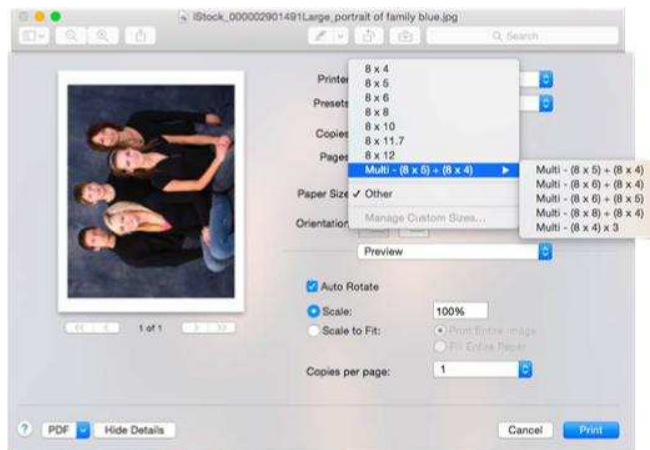 iStock_000002901491Large_portrait of family blue.jpg
Search
Printer
Presets
Copies
Pages
Paper Size
Orientation
8 x 4
8 x 5
8 x 6
8 x 8
8 x 10
8 x 11.7
8 x 12
Multi - (8 x 5) + (8 x 4)
✓ Other
Manage Custom Sizes...
Multi - (8 x 5) + (8 x 4)
Multi - (8 x 6) + (8 x 4)
Multi - (8 x 6) + (8 x 5)
Multi - (8 x 8) + (8 x 4)
Multi - (8 x 4) x 3
Preview
Auto Rotate
Scale: 100%
Scale to Fit: Print Entire Image
Fill Entire Paper
Copies per page: 1
1 of 1
? PDF Hide Details Cancel Print